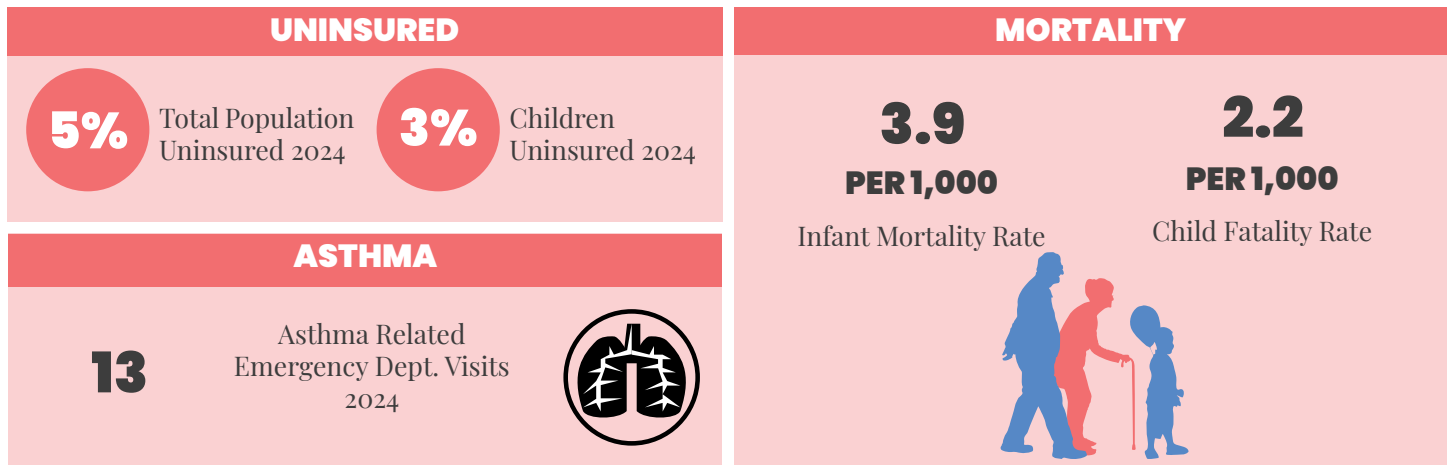 UNINSURED
5%
Total Population
Uninsured 2024
3%
Children
Uninsured 2024
ASTHMA
13
Asthma Related
Emergency Dept. Visits
2024
MORTALITY
3.9
PER 1,000
Infant Mortality Rate
2.2
PER 1,000
Child Fatality Rate